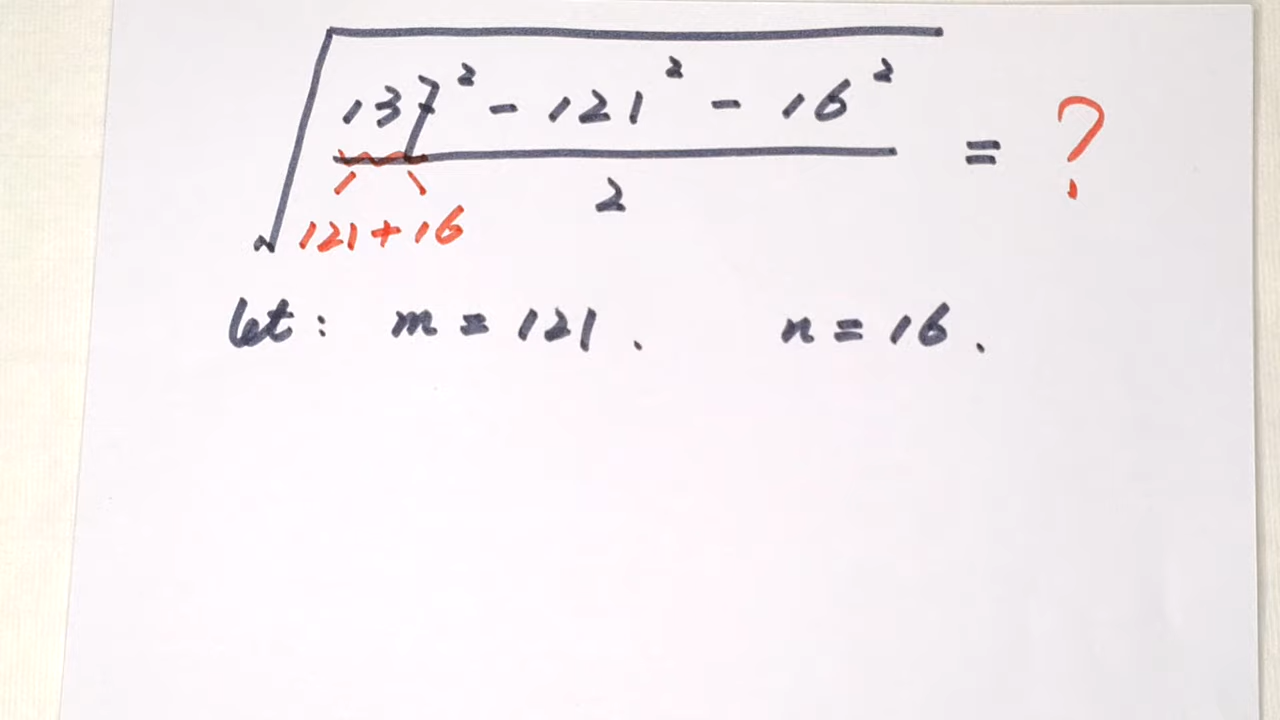 √((137² - 121² - 16²) / 2) = ?
121 + 16
let : m = 121 . n = 16 .